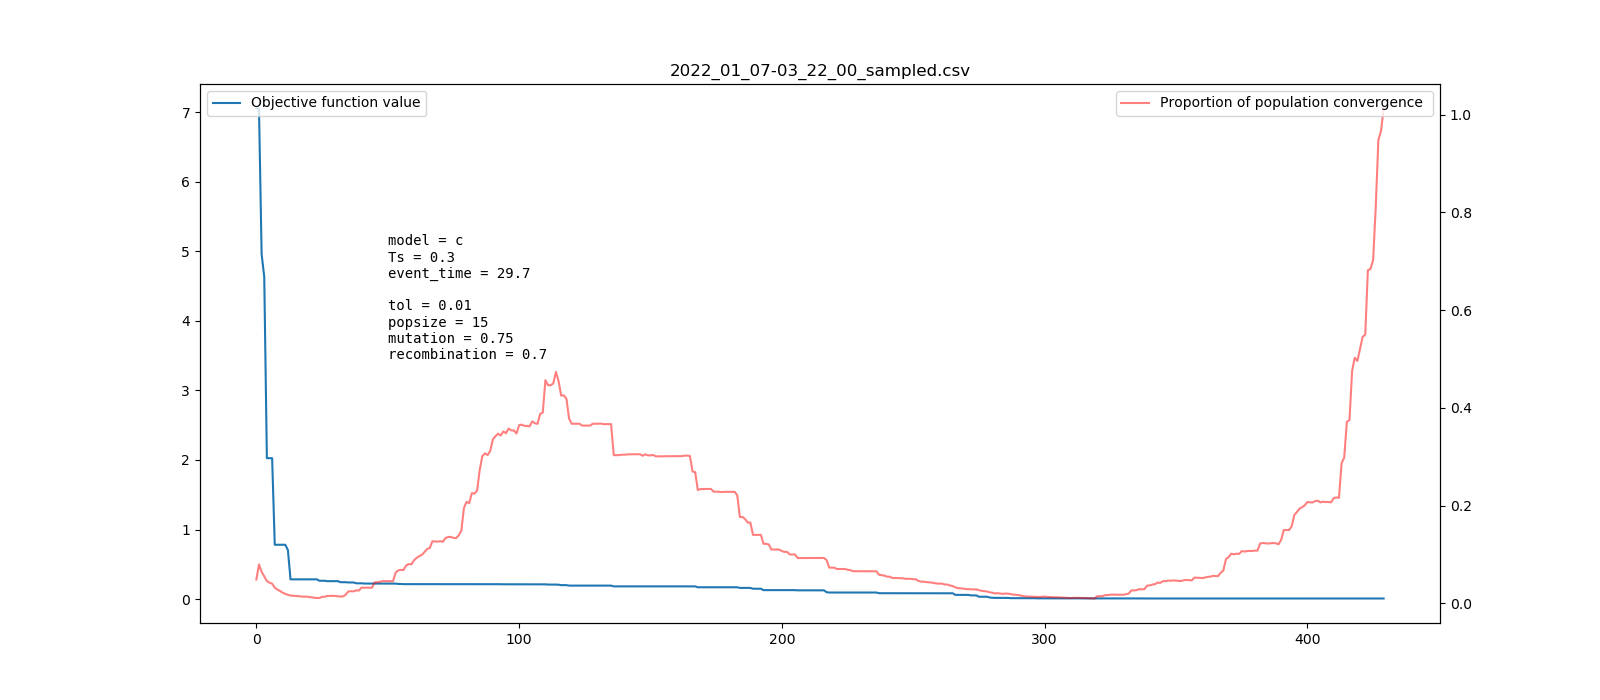 2022_01_07-03_22_00_sampled.csv
Objective function value
Proportion of population convergence
7
6
5
4
3
2
1
0
model = c
Ts = 0.3
event_time = 29.7
tol = 0.01
popsize = 15
mutation = 0.75
recombination = 0.7
1.0
0.8
0.6
0.4
0.2
0.0
0 100 200 300 400